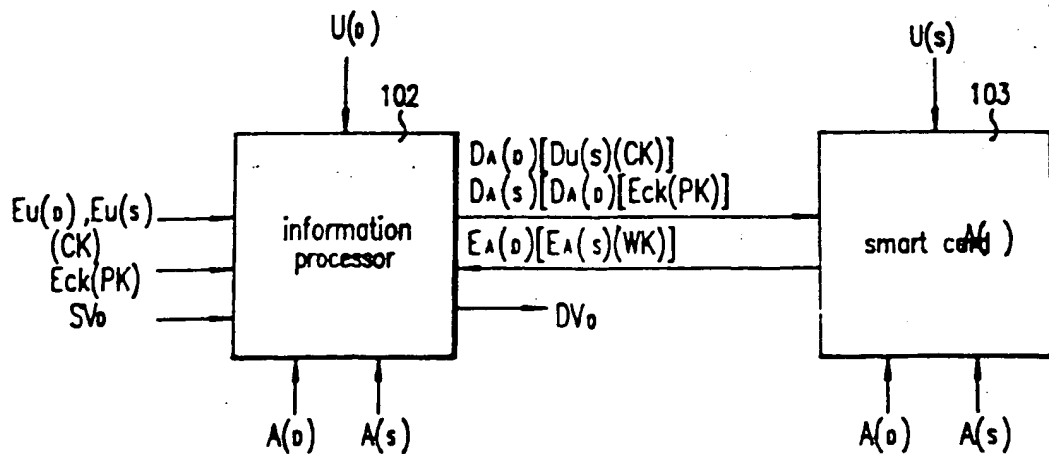 U(D)
U(s)
102
103
DA(D)[Du(s)(CK)]
DA(s)[DA(D)[Eck(PK)]
Eu(D),Eu(s)
(CK)
Eck(PK)
SVD
information
processor
EA(D)[EA(s)(WK)]
DVD
smart
A( )
A(D)
A(s)
A(D)
A(s)